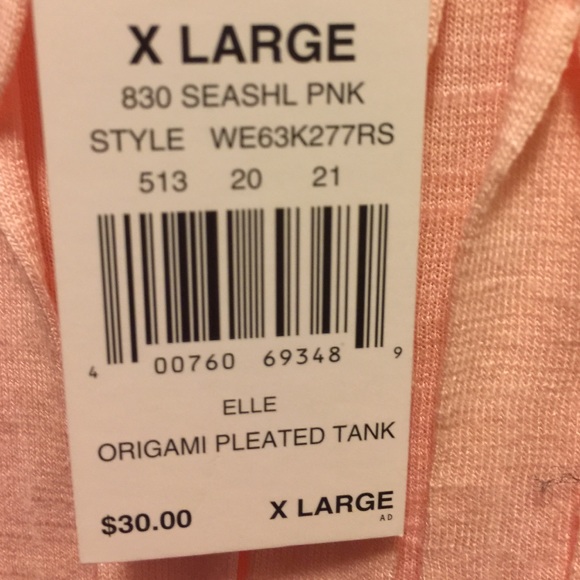 X LARGE
830 SEASHL PNK
STYLE WE63K277RS
513 20 21
4 00760 69348 9
ELLE
ORIGAMI PLEATED TANK
$30.00 X LARGE
AD